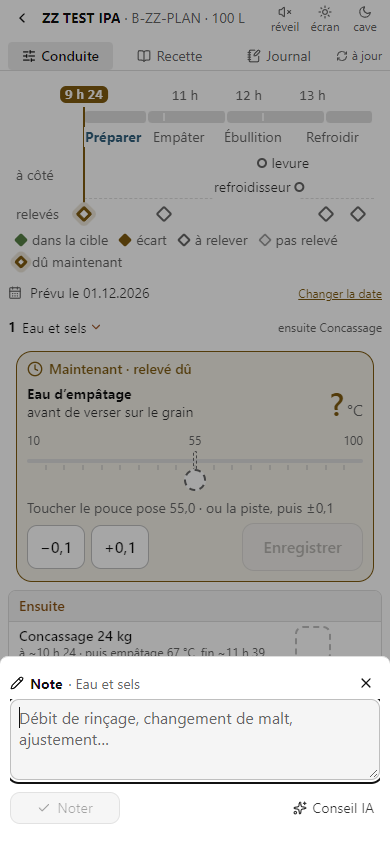 ZZ TEST IPA · B-ZZ-PLAN · 100 L
réveil écran cave
Conduite Recette Journal à jour
9 h 24 11 h 12 h 13 h
Préparer Empâter Ébullition Refroidir
à côté levure
refroidisseur
relevés
dans la cible écart à relever pas relevé
dû maintenant
Prévu le 01.12.2026 Changer la date
1 Eau et sels ensuite Concassage
Maintenant · relevé dû
Eau d’empâtage
avant de verser sur le grain
? °C
10 55 100
Toucher le pouce pose 55,0 · ou la piste, puis ±0,1
−0,1 +0,1 Enregistrer
Ensuite
Concassage 24 kg
à ~10 h 24 · puis empâtage 67 °C, fin ~11 h 39
Note · Eau et sels
Débit de rinçage, changement de malt,
ajustement…
Noter Conseil IA